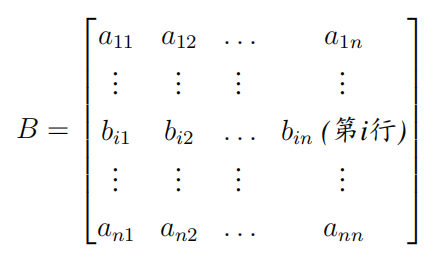 a₁₁ a₁₂ … a₁ₙ
⋮ ⋮ ⋮ ⋮
B = bᵢ₁ bᵢ₂ … bᵢₙ (第i行)
⋮ ⋮ ⋮ ⋮
aₙ₁ aₙ₂ … aₙₙ